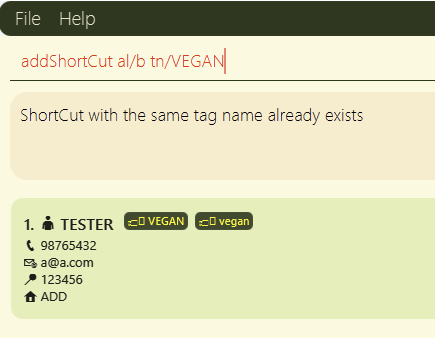 File Help
addShortCut al/b tn/VEGAN
ShortCut with the same tag name already exists
1. TESTER VEGAN vegan
98765432
a@a.com
123456
ADD